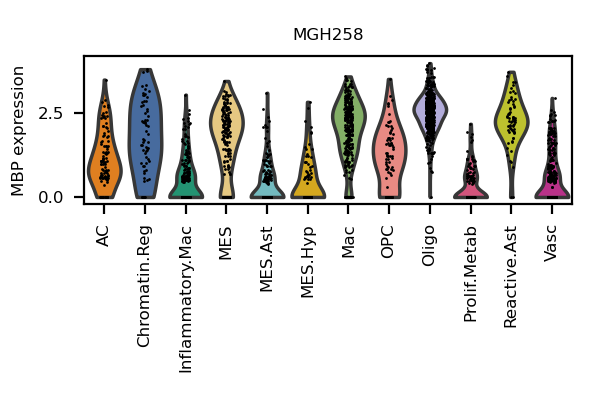 MGH258
MBP expression
2.5
0.0
AC
Chromatin.Reg
Inflammatory.Mac
MES
MES.Ast
MES.Hyp
Mac
OPC
Oligo
Prolif.Metab
Reactive.Ast
Vasc